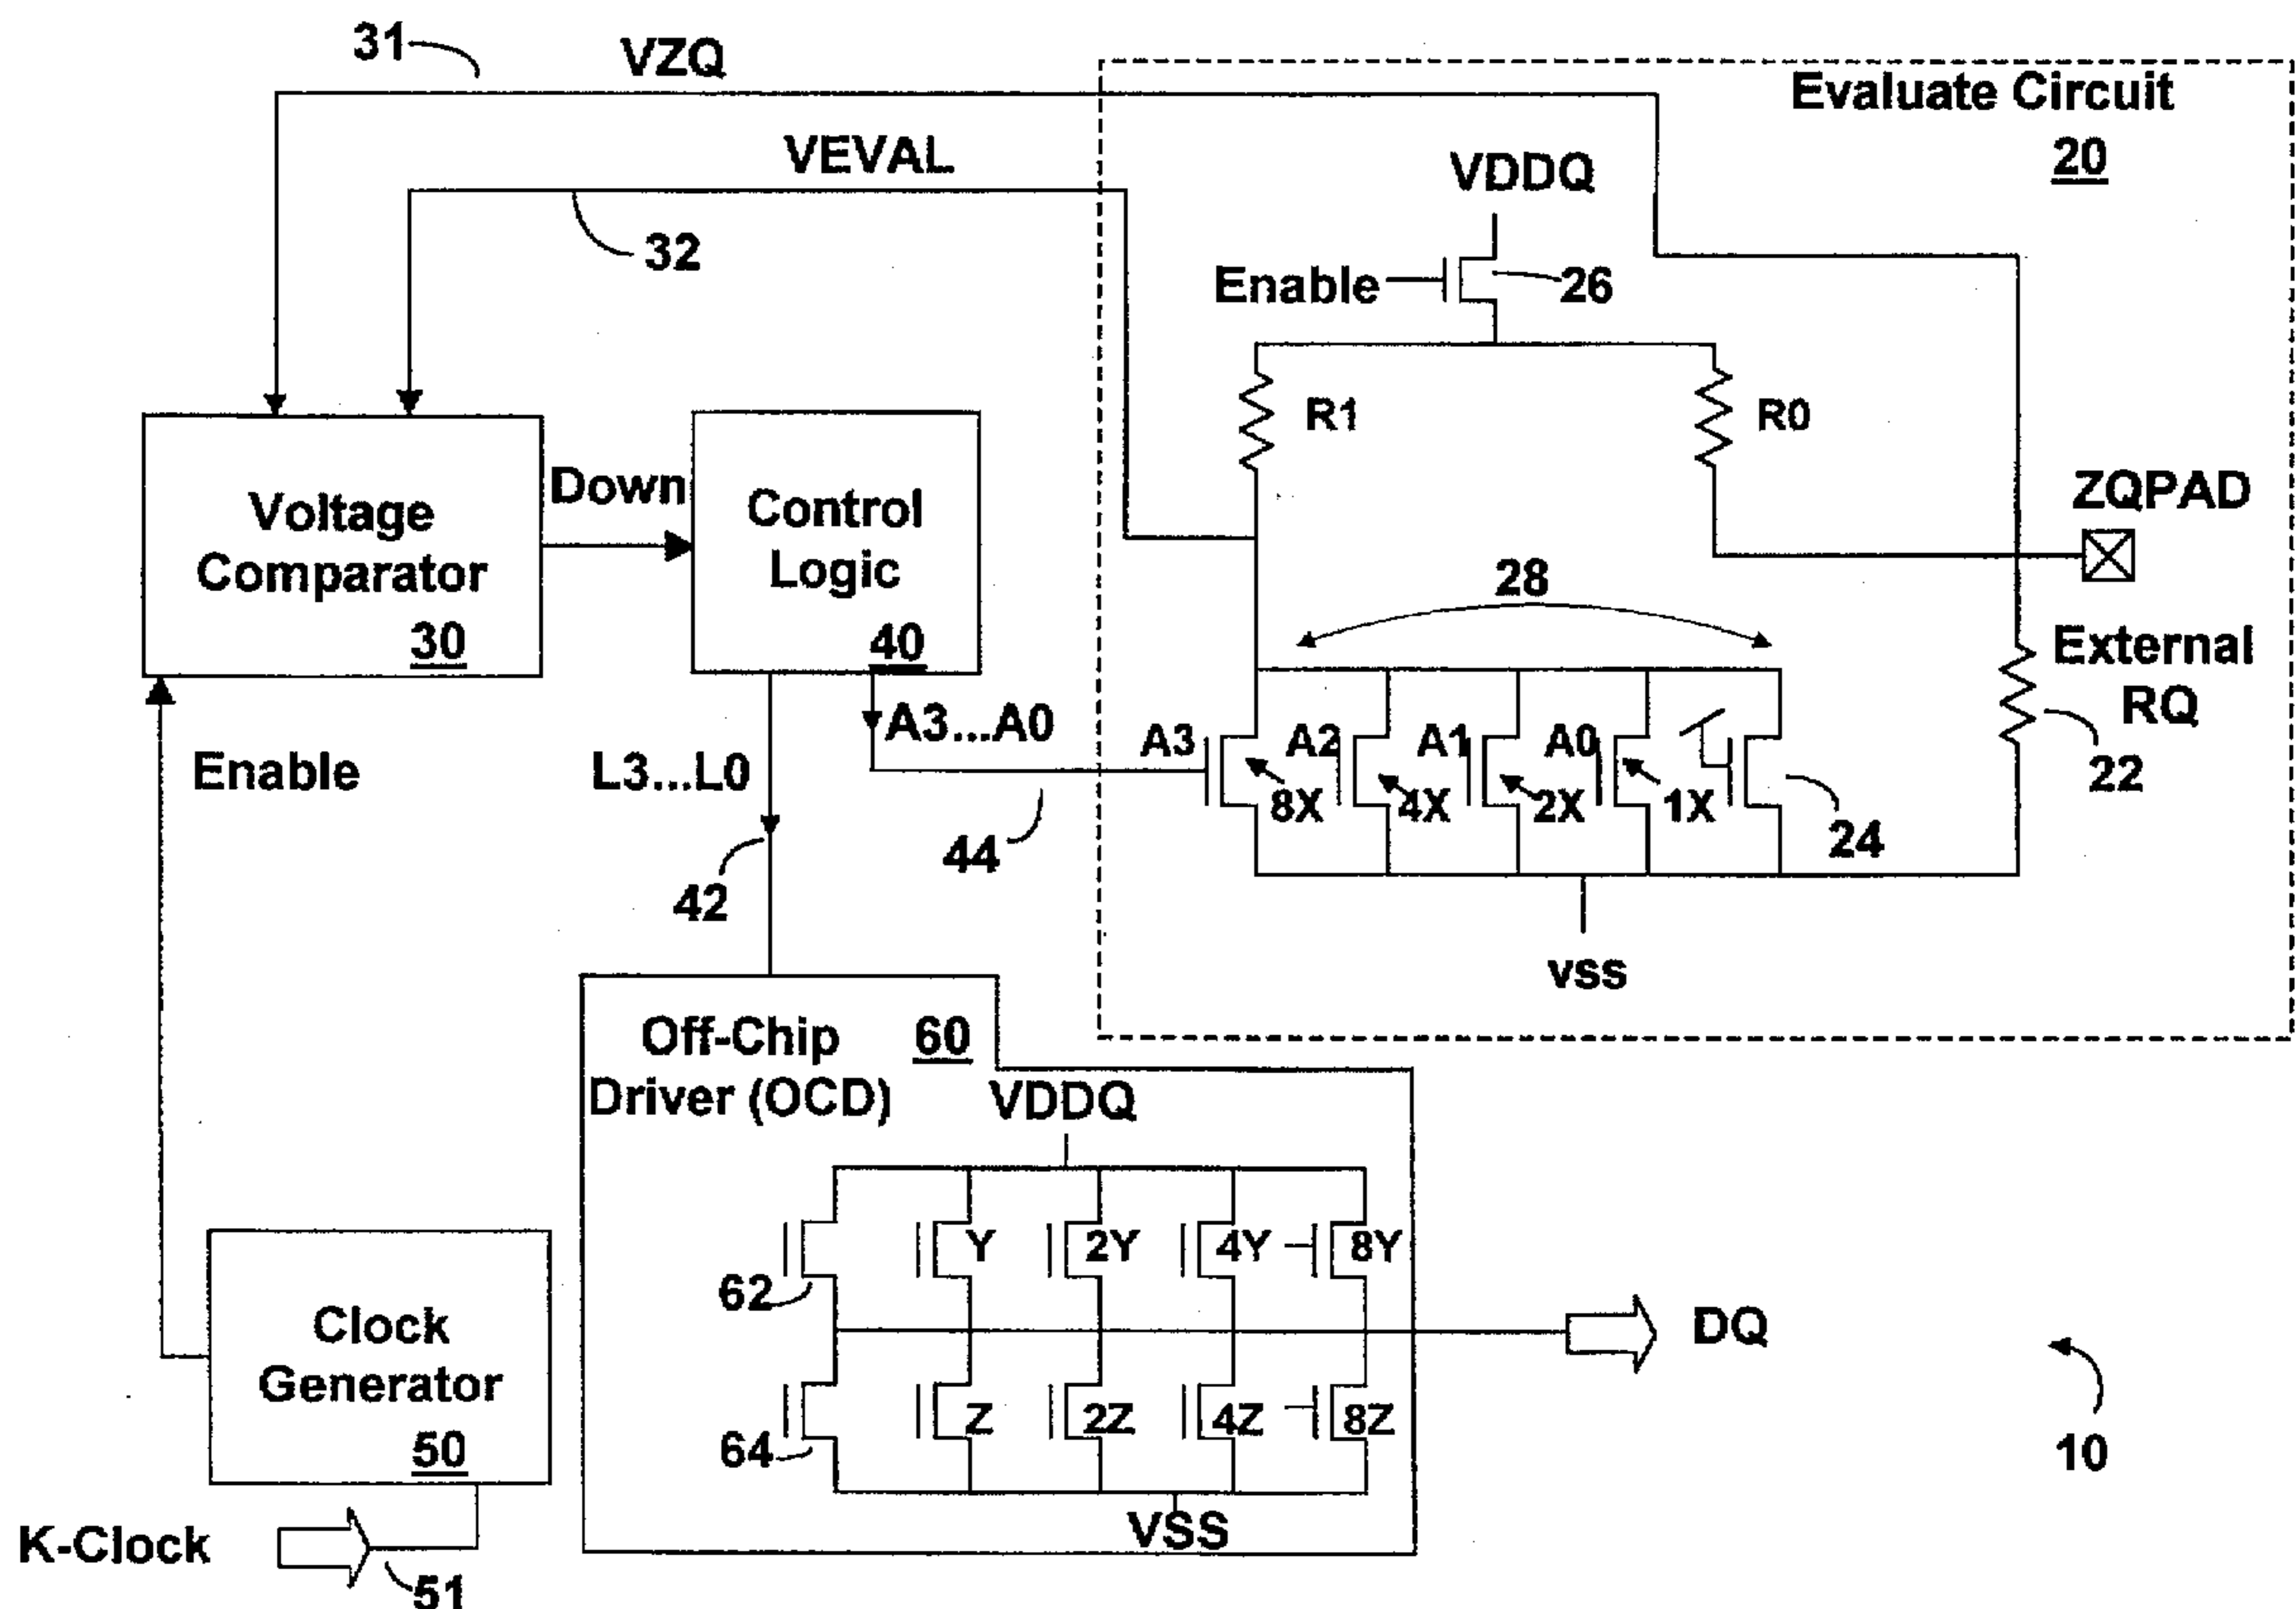 31
VZQ
Evaluate Circuit
20
VEVAL
32
VDDQ
Enable
26
R1
R0
ZQPAD
Voltage
Comparator
30
Down
Control
Logic
40
28
External
RQ
22
A3...A0
A3
A2
A1
A0
8X
4X
2X
1X
24
Enable
L3...L0
44
42
vss
Off-Chip
Driver (OCD)
60
VDDQ
Y
2Y
4Y
8Y
62
Z
2Z
4Z
8Z
64
VSS
DQ
10
Clock
Generator
50
K-Clock
51